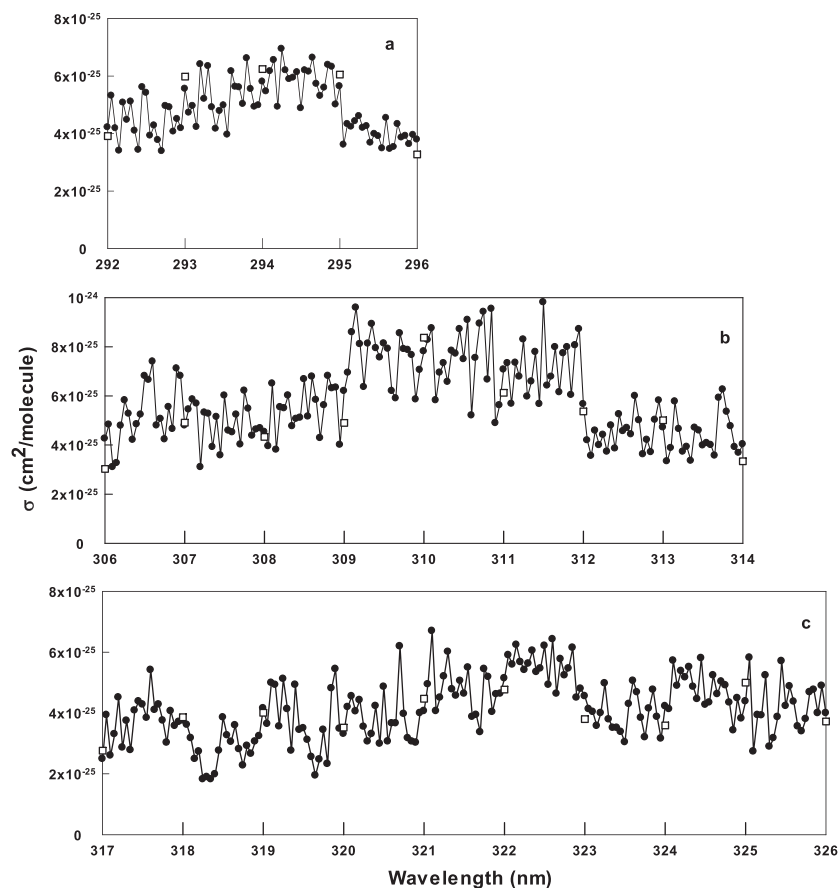 8x10⁻²⁵
a
6x10⁻²⁵
4x10⁻²⁵
2x10⁻²⁵
0
292 293 294 295 296
10⁻²⁴
b
8x10⁻²⁵
6x10⁻²⁵
4x10⁻²⁵
2x10⁻²⁵
0
306 307 308 309 310 311 312 313 314
σ (cm²/molecule)
8x10⁻²⁵
c
6x10⁻²⁵
4x10⁻²⁵
2x10⁻²⁵
0
317 318 319 320 321 322 323 324 325 326
Wavelength (nm)